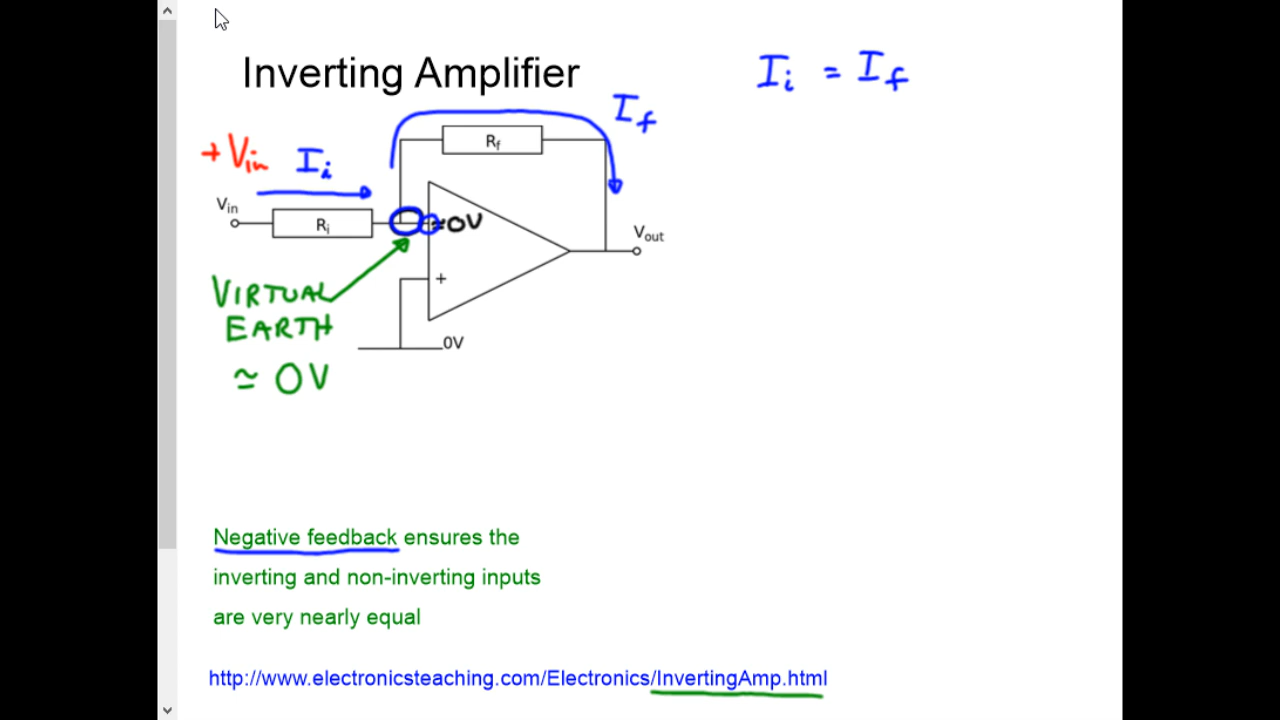 Inverting Amplifier
Ii = If
If
+Vin
Ii
Rf
Vin
Ri
≈0V
Vout
+
VIRTUAL
EARTH
≃ 0V
0V
Negative feedback ensures the
inverting and non-inverting inputs
are very nearly equal
http://www.electronicsteaching.com/Electronics/InvertingAmp.html